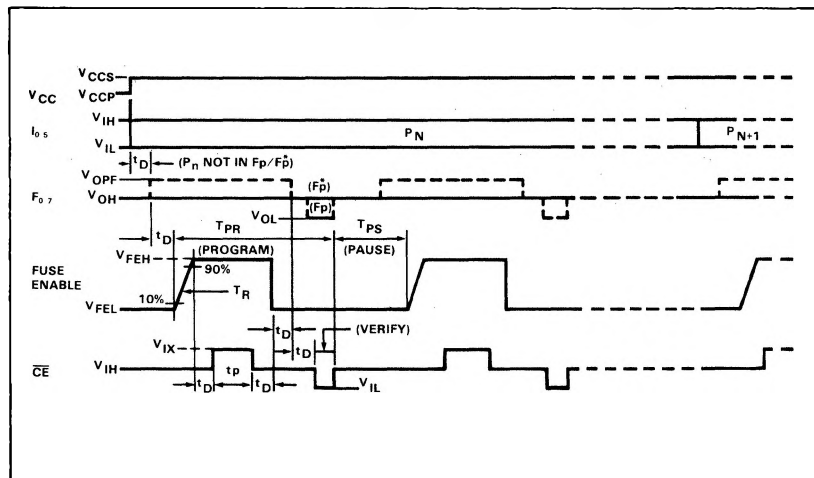 VCCS
VCC
VCCP
VIH
I0 5
PN
PN+1
VIL
tD
(Pn NOT IN Fp/F*p)
VOPF
(F*p)
F0 7
VOH
(Fp)
VOL
TPR
TPS
tD
(PROGRAM)
(PAUSE)
VFEH
90%
FUSE
ENABLE
TR
10%
VFEL
tD
(VERIFY)
tD
VIX
CE
VIH
tp
VIL
tD
tD